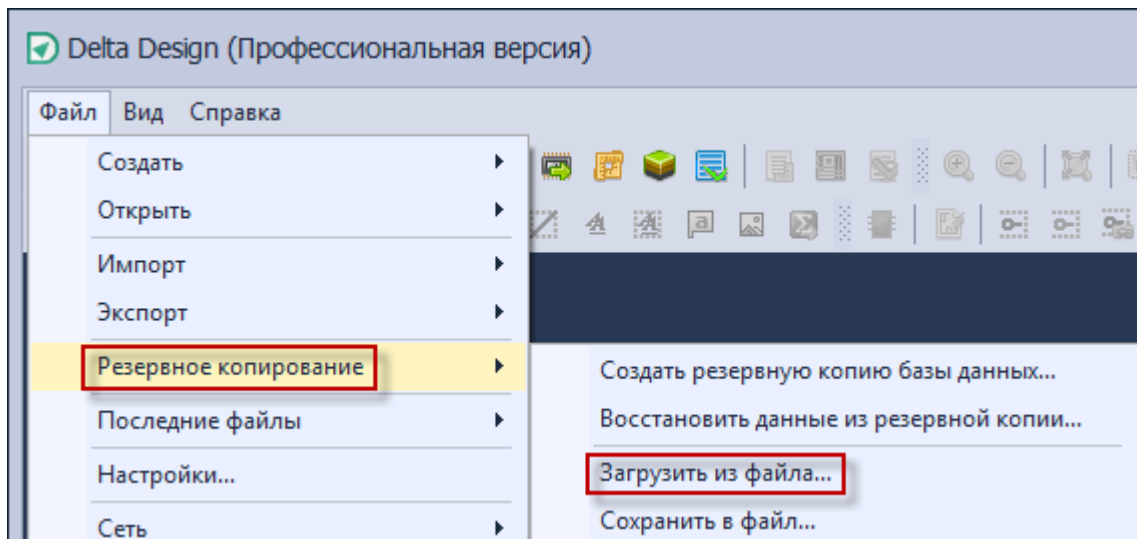 Delta Design (Профессиональная версия)
Файл Вид Справка
Создать
Открыть
Импорт
Экспорт
Резервное копирование
Последние файлы
Настройки...
Сеть
Создать резервную копию базы данных...
Восстановить данные из резервной копии...
Загрузить из файла...
Сохранить в файл...